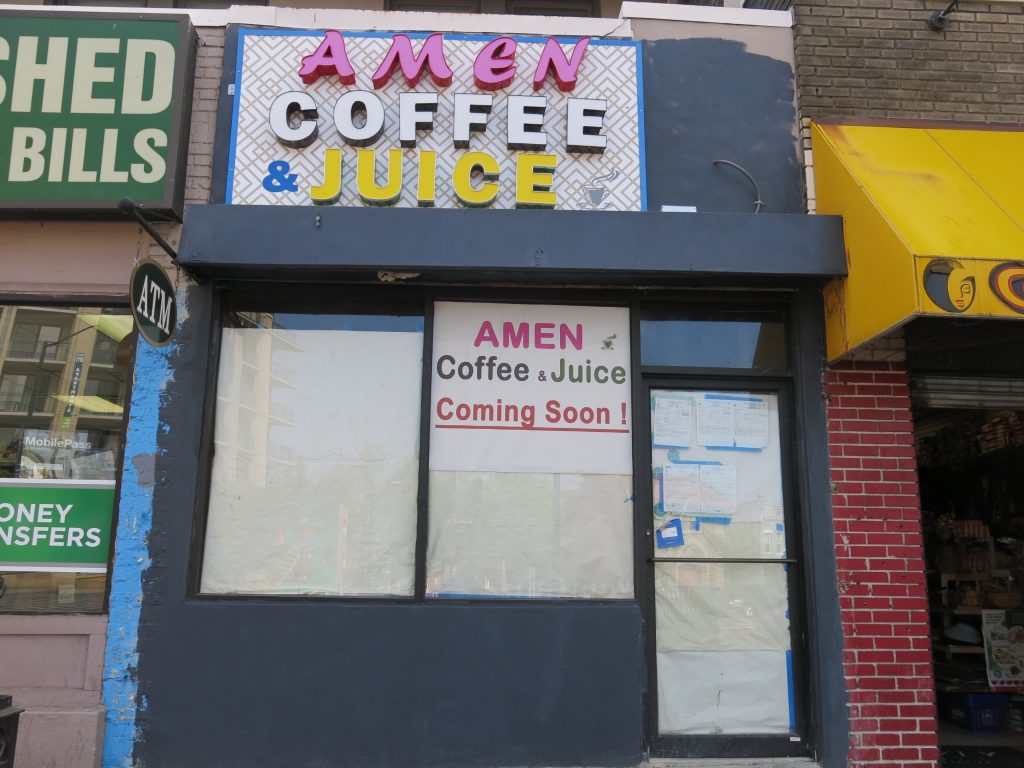 SHED
BILLS
AMEN
COFFEE
& JUICE
ATM
AMEN
Coffee & Juice
Coming Soon !
MobilePass
ONEY
NSFERS